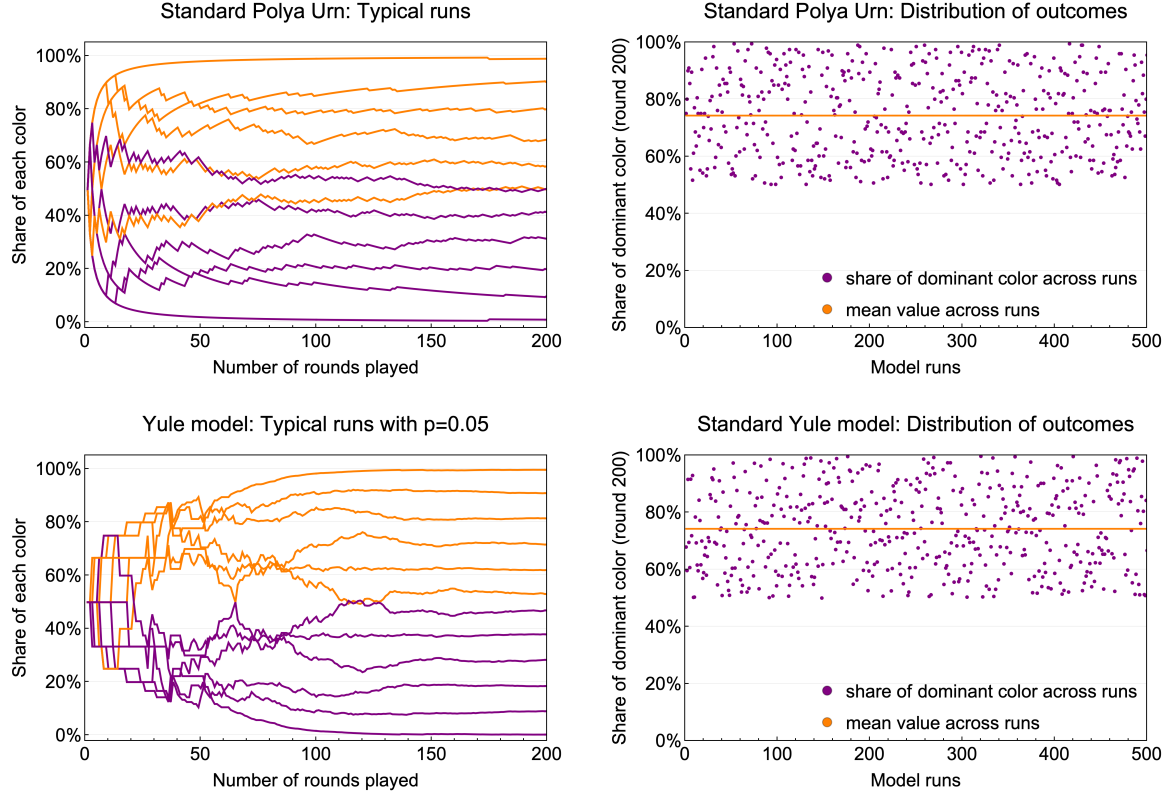 Standard Polya Urn: Typical runs
Share of each color
100%
80%
60%
40%
20%
0%
0 50 100 150 200
Number of rounds played
Standard Polya Urn: Distribution of outcomes
Share of dominant color (round 200)
100%
80%
60%
40%
20%
0%
share of dominant color across runs
mean value across runs
0 100 200 300 400 500
Model runs
Yule model: Typical runs with p=0.05
Share of each color
100%
80%
60%
40%
20%
0%
0 50 100 150 200
Number of rounds played
Standard Yule model: Distribution of outcomes
Share of dominant color (round 200)
100%
80%
60%
40%
20%
0%
share of dominant color across runs
mean value across runs
0 100 200 300 400 500
Model runs